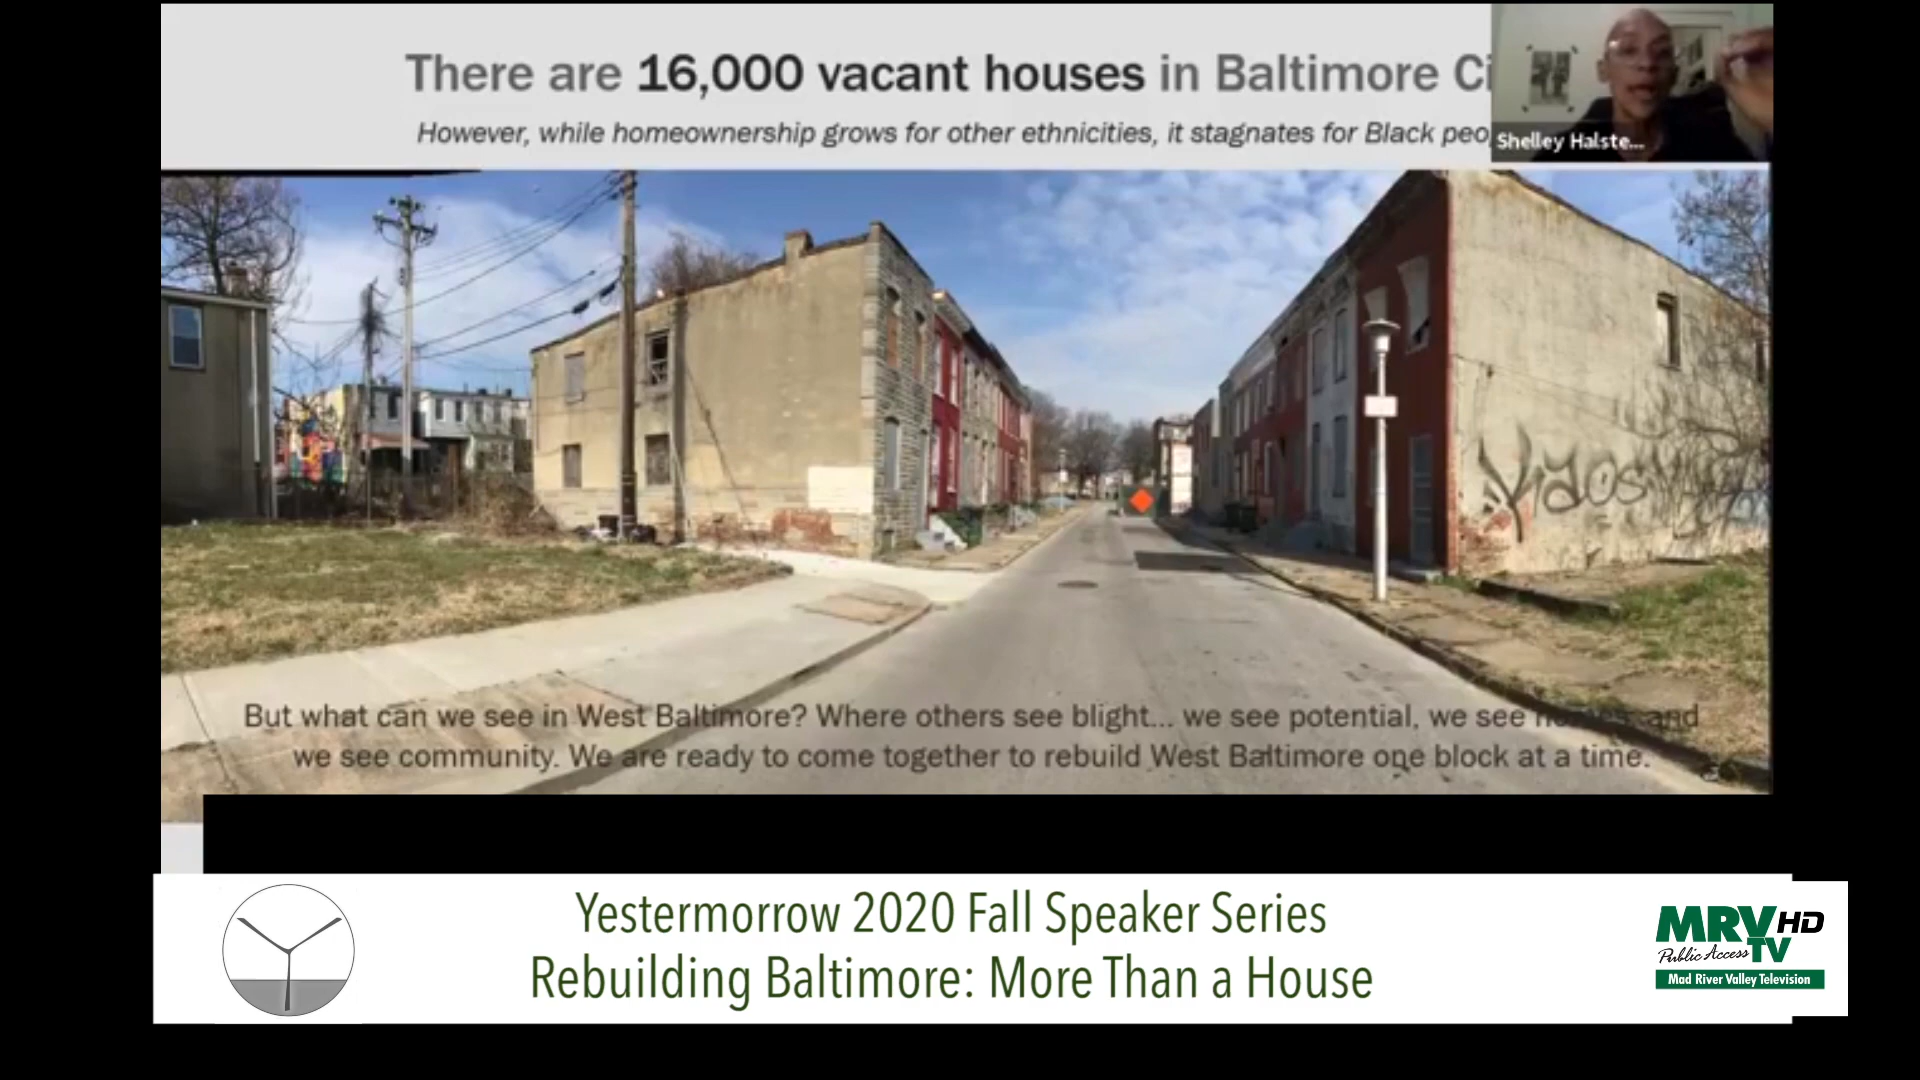 There are 16,000 vacant houses in Baltimore Ci
However, while homeownership grows for other ethnicities, it stagnates for Black peo
Shelley Halste...
Kaos
But what can we see in West Baltimore? Where others see blight... we see potential, we see homes, and
we see community. We are ready to come together to rebuild West Baltimore one block at a time.
Yestermorrow 2020 Fall Speaker Series
Rebuilding Baltimore: More Than a House
MRV HD
Public Access TV
Mad River Valley Television